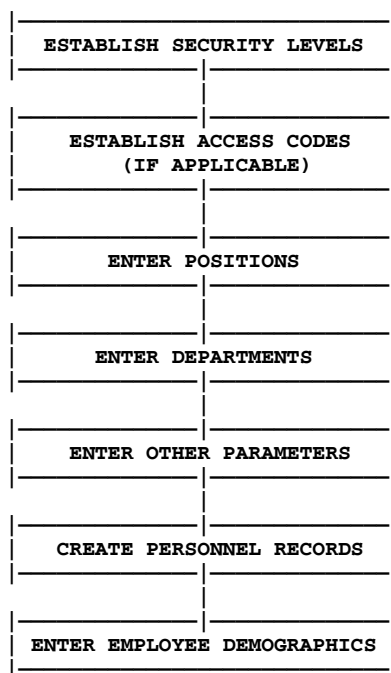 ESTABLISH SECURITY LEVELS
ESTABLISH ACCESS CODES
(IF APPLICABLE)
ENTER POSITIONS
ENTER DEPARTMENTS
ENTER OTHER PARAMETERS
CREATE PERSONNEL RECORDS
ENTER EMPLOYEE DEMOGRAPHICS